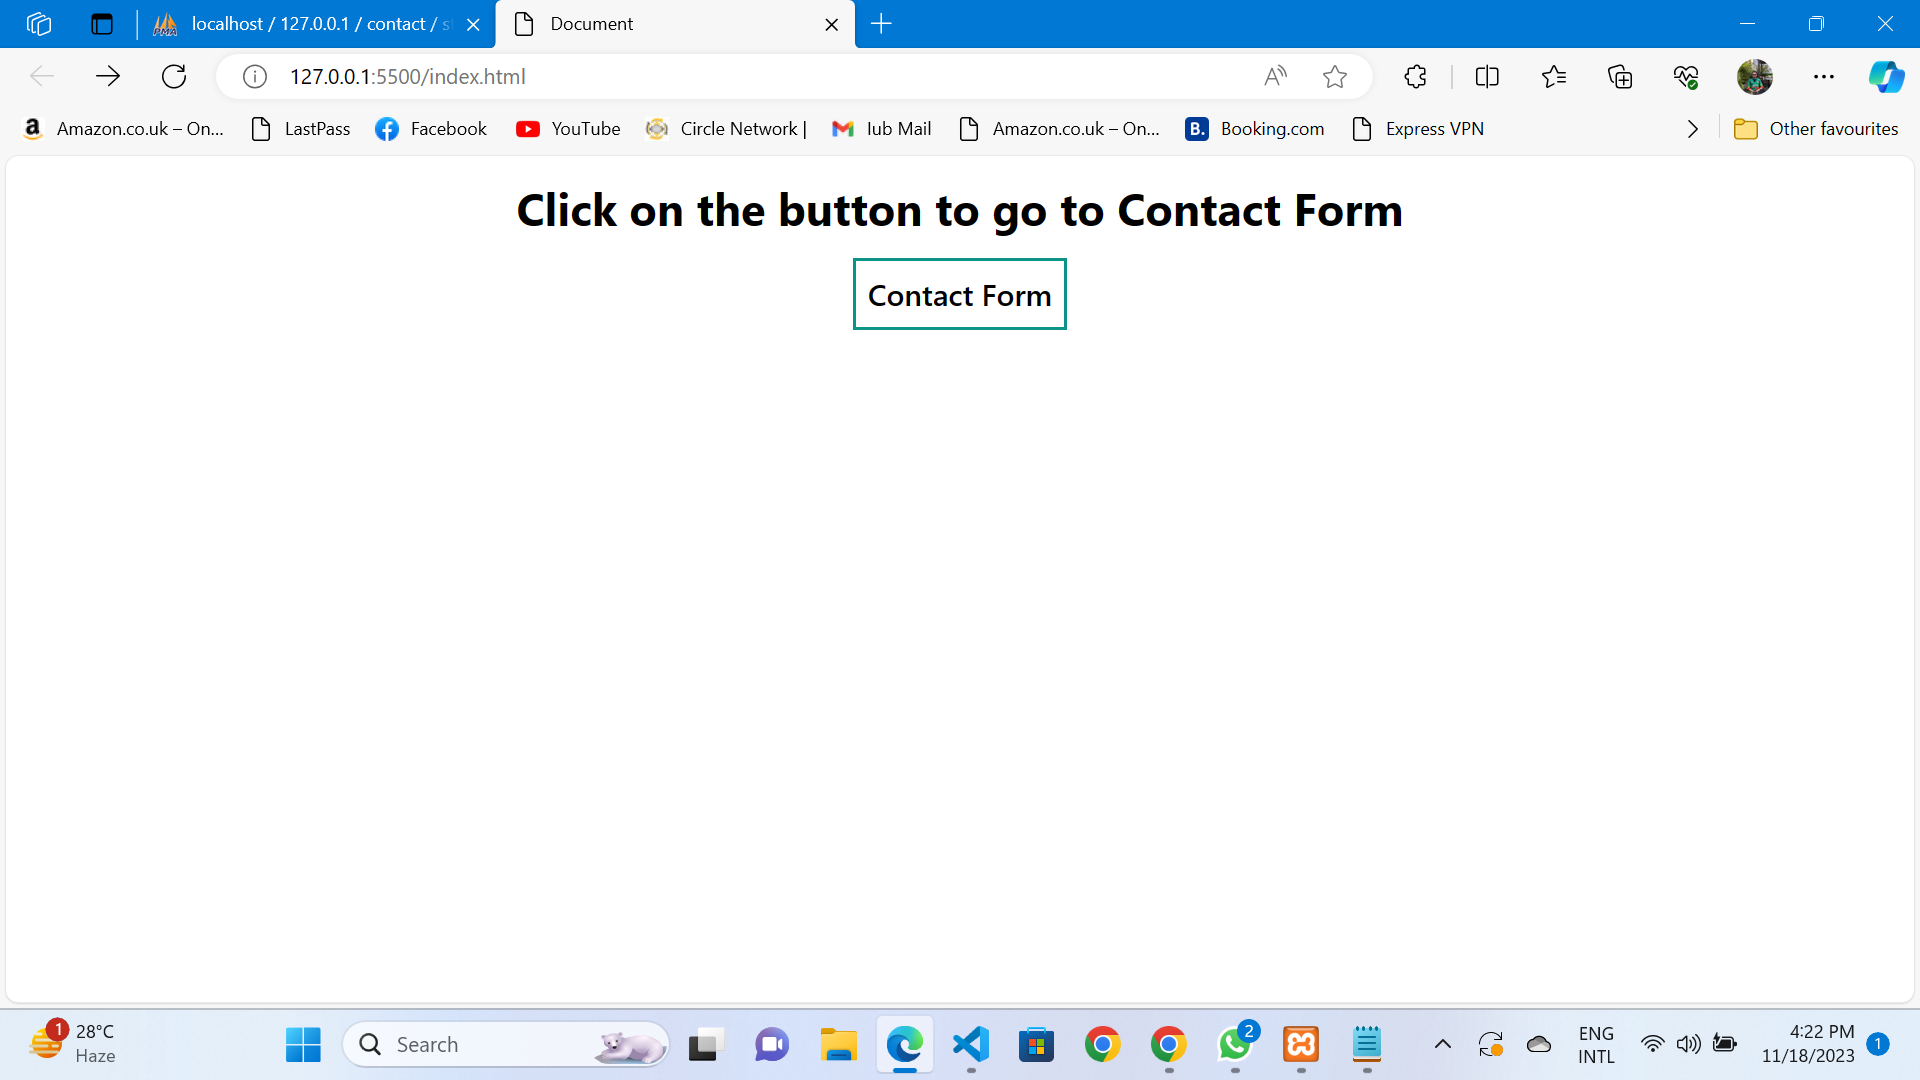 localhost / 127.0.0.1 / contact /
Document
127.0.0.1:5500/index.html
Amazon.co.uk – On...
LastPass
Facebook
YouTube
Circle Network |
Iub Mail
Amazon.co.uk – On...
B.
Booking.com
Express VPN
Other favourites
Click on the button to go to Contact Form
Contact Form
1
28°C
Haze
Search
2
ENG
INTL
4:22 PM
11/18/2023
1